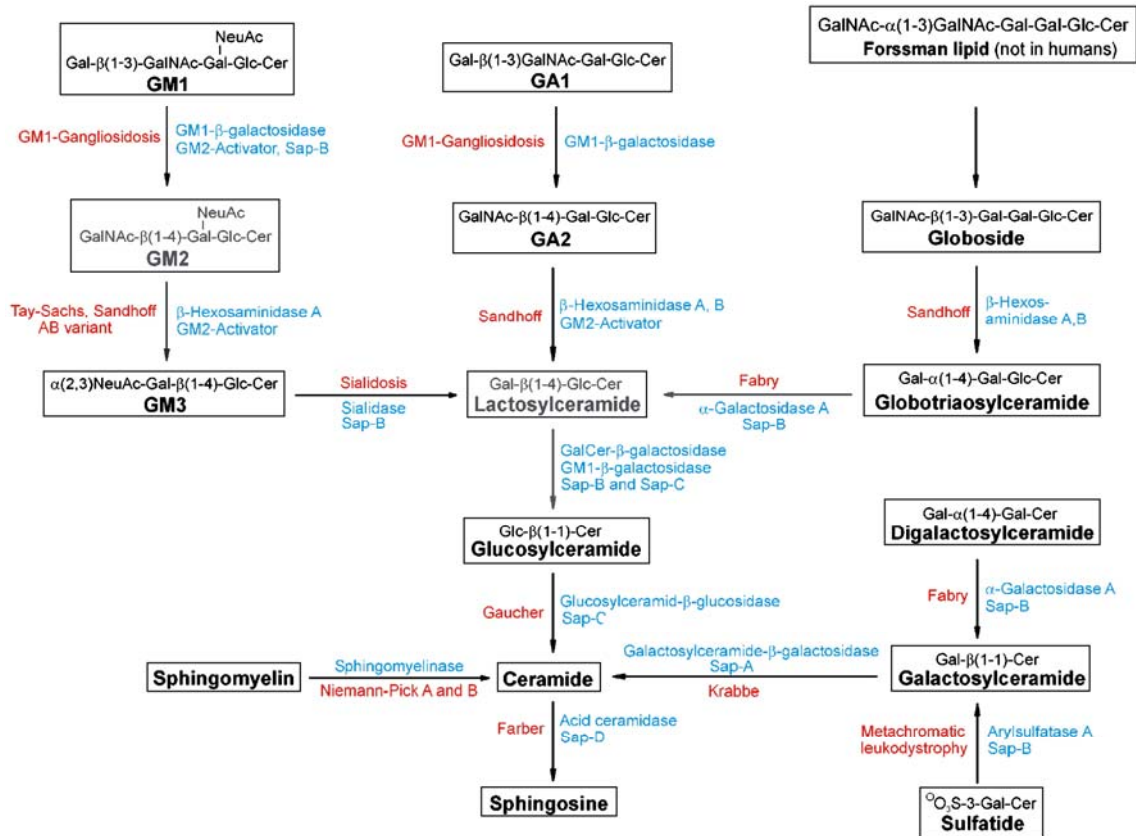 NeuAc
Gal-β(1-3)-GalNAc-Gal-Glc-Cer
GM1
Gal-β(1-3)GalNAc-Gal-Glc-Cer
GA1
GalNAc-α(1-3)GalNAc-Gal-Gal-Glc-Cer
Forssman lipid (not in humans)
GM1-Gangliosidosis
GM1-β-galactosidase
GM2-Activator, Sap-B
GM1-Gangliosidosis
GM1-β-galactosidase
NeuAc
GalNAc-β(1-4)-Gal-Glc-Cer
GM2
GalNAc-β(1-4)-Gal-Glc-Cer
GA2
GalNAc-β(1-3)-Gal-Gal-Glc-Cer
Globoside
Tay-Sachs, Sandhoff
AB variant
β-Hexosaminidase A
GM2-Activator
Sandhoff
β-Hexosaminidase A, B
GM2-Activator
Sandhoff
β-Hexos-
aminidase A,B
α(2,3)NeuAc-Gal-β(1-4)-Glc-Cer
GM3
Sialidosis
Sialidase
Sap-B
Gal-β(1-4)-Glc-Cer
Lactosylceramide
Fabry
α-Galactosidase A
Sap-B
Gal-α(1-4)-Gal-Glc-Cer
Globotriaosylceramide
GalCer-β-galactosidase
GM1-β-galactosidase
Sap-B and Sap-C
Glc-β(1-1)-Cer
Glucosylceramide
Gal-α(1-4)-Gal-Cer
Digalactosylceramide
Gaucher
Glucosylceramid-β-glucosidase
Sap-C
Fabry
α-Galactosidase A
Sap-B
Sphingomyelin
Sphingomyelinase
Niemann-Pick A and B
Ceramide
Galactosylceramide-β-galactosidase
Sap-A
Krabbe
Gal-β(1-1)-Cer
Galactosylceramide
Farber
Acid ceramidase
Sap-D
Metachromatic
leukodystrophy
Arylsulfatase A
Sap-B
Sphingosine
⁰O₃S-3-Gal-Cer
Sulfatide